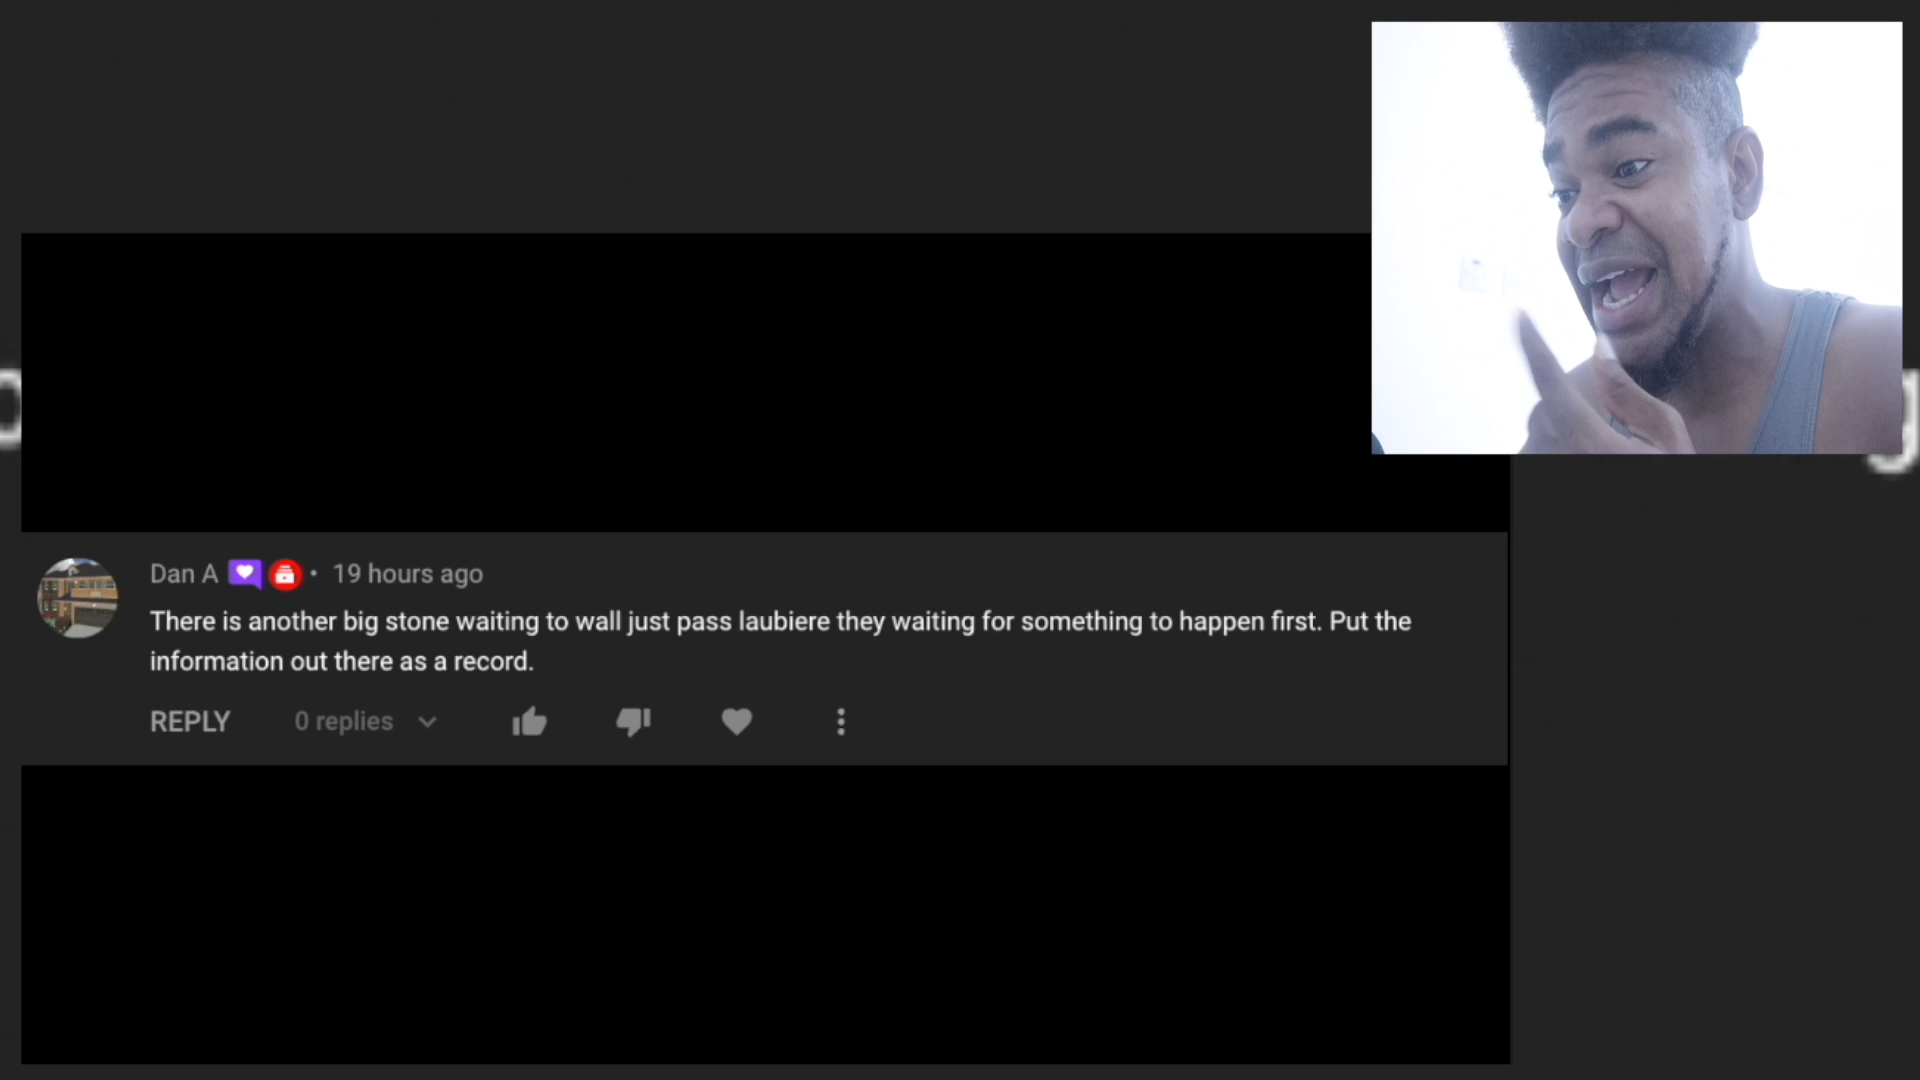 Dan A • 19 hours ago
There is another big stone waiting to wall just pass laubiere they waiting for something to happen first. Put the
information out there as a record.
REPLY 0 replies